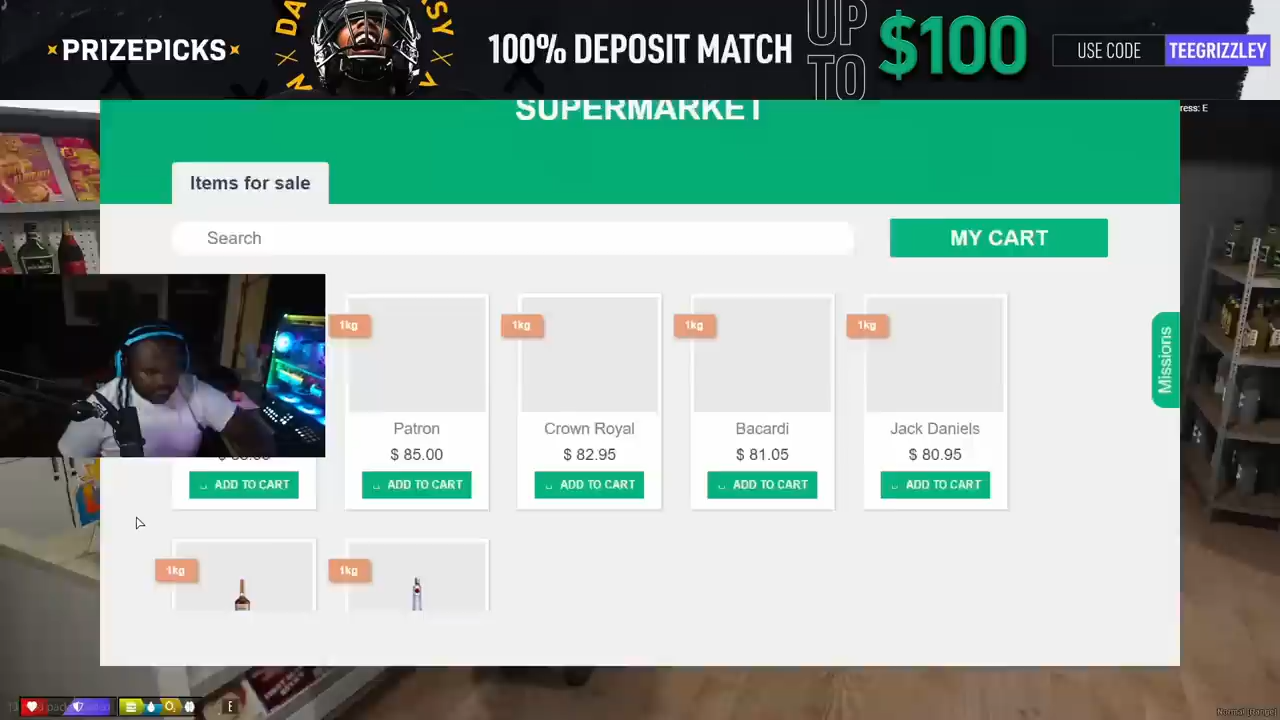 PRIZEPICKS
100% DEPOSIT MATCH
UP
TO
$100
USE CODE
TEEGRIZZLEY
ress: E
SUPERMARKET
Items for sale
Search
MY CART
Missions
1kg
1kg
1kg
1kg
Patron
Crown Royal
Bacardi
Jack Daniels
$ 85.00
$ 82.95
$ 81.05
$ 80.95
ADD TO CART
ADD TO CART
ADD TO CART
ADD TO CART
ADD TO CART
1kg
1kg
E